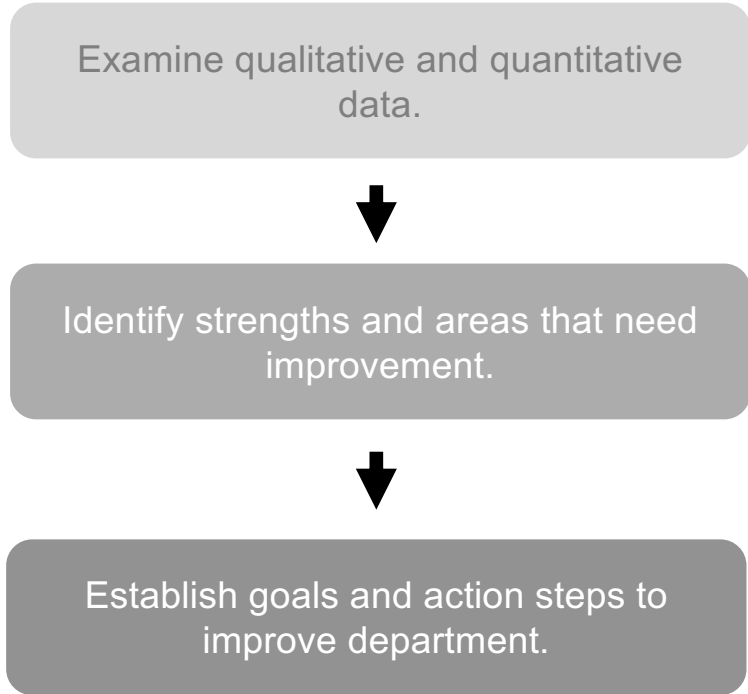 Examine qualitative and quantitative
data.
Identify strengths and areas that need
improvement.
Establish goals and action steps to
improve department.